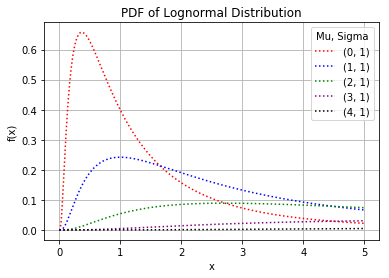 PDF of Lognormal Distribution
Mu, Sigma
(0, 1)
(1, 1)
(2, 1)
(3, 1)
(4, 1)
f(x)
0.6
0.5
0.4
0.3
0.2
0.1
0.0
0 1 2 3 4 5
x